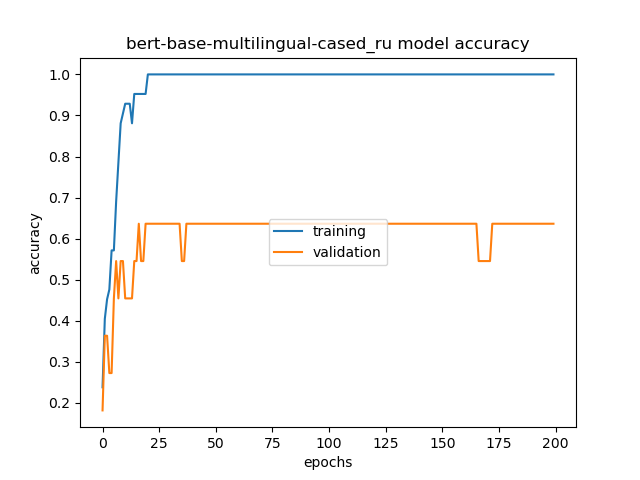 bert-base-multilingual-cased_ru model accuracy
1.0
0.9
0.8
0.7
0.6
0.5
0.4
0.3
0.2
accuracy
training
validation
0 25 50 75 100 125 150 175 200
epochs